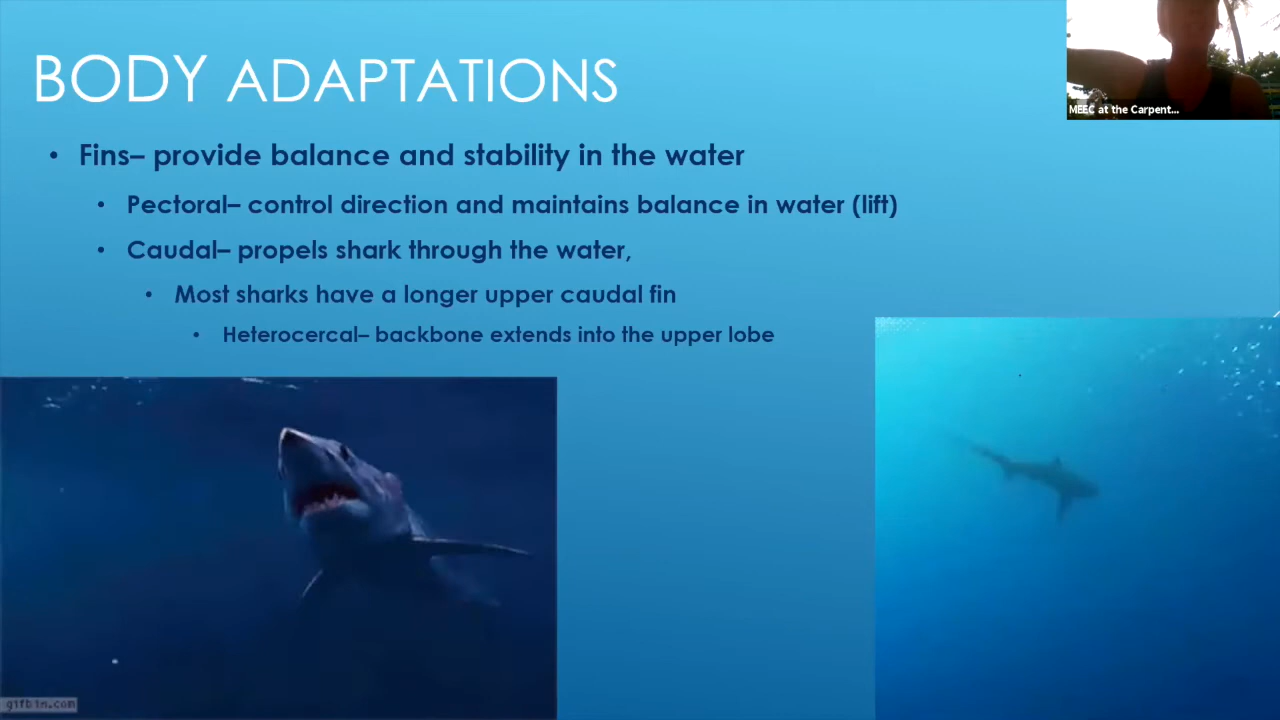 BODY ADAPTATIONS
MEEC at the Carpent...
• Fins– provide balance and stability in the water
• Pectoral– control direction and maintains balance in water (lift)
• Caudal– propels shark through the water,
• Most sharks have a longer upper caudal fin
• Heterocercal– backbone extends into the upper lobe
gifbin.com